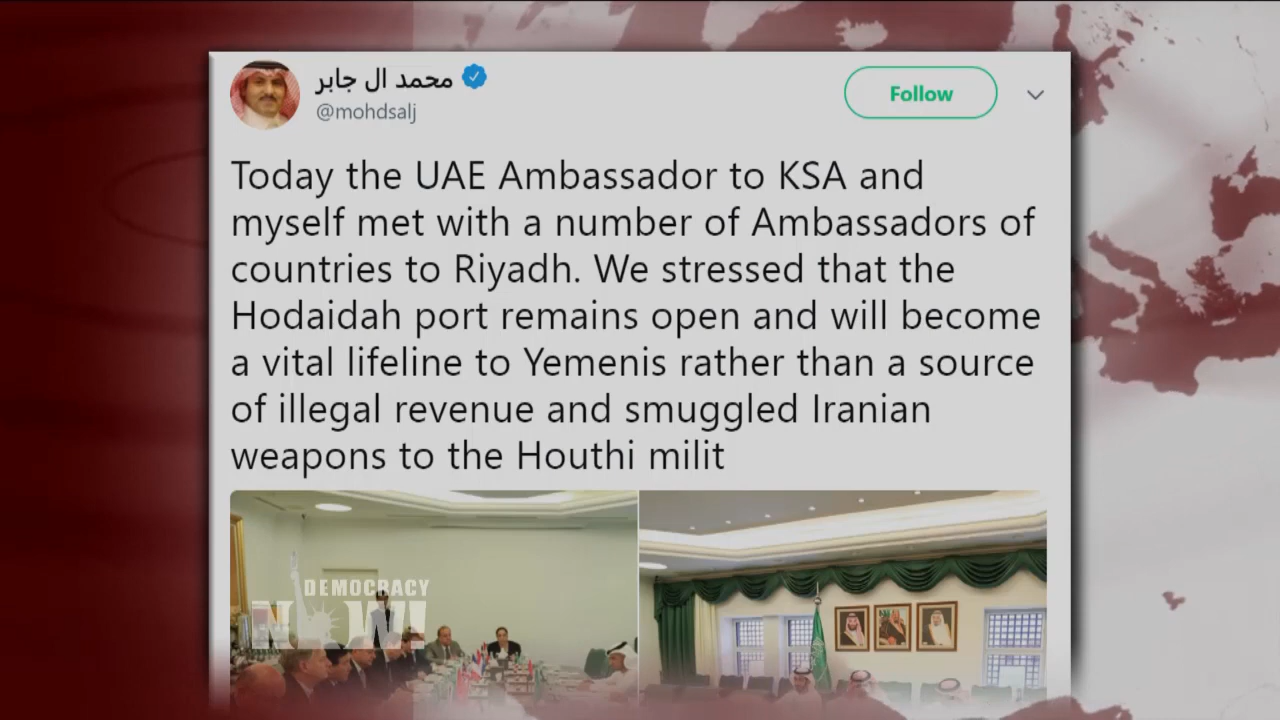 محمد ال جابر
@mohdsalj
Follow
Today the UAE Ambassador to KSA and
myself met with a number of Ambassadors of
countries to Riyadh. We stressed that the
Hodaidah port remains open and will become
a vital lifeline to Yemenis rather than a source
of illegal revenue and smuggled Iranian
weapons to the Houthi milit
DEMOCRACY
NOW!